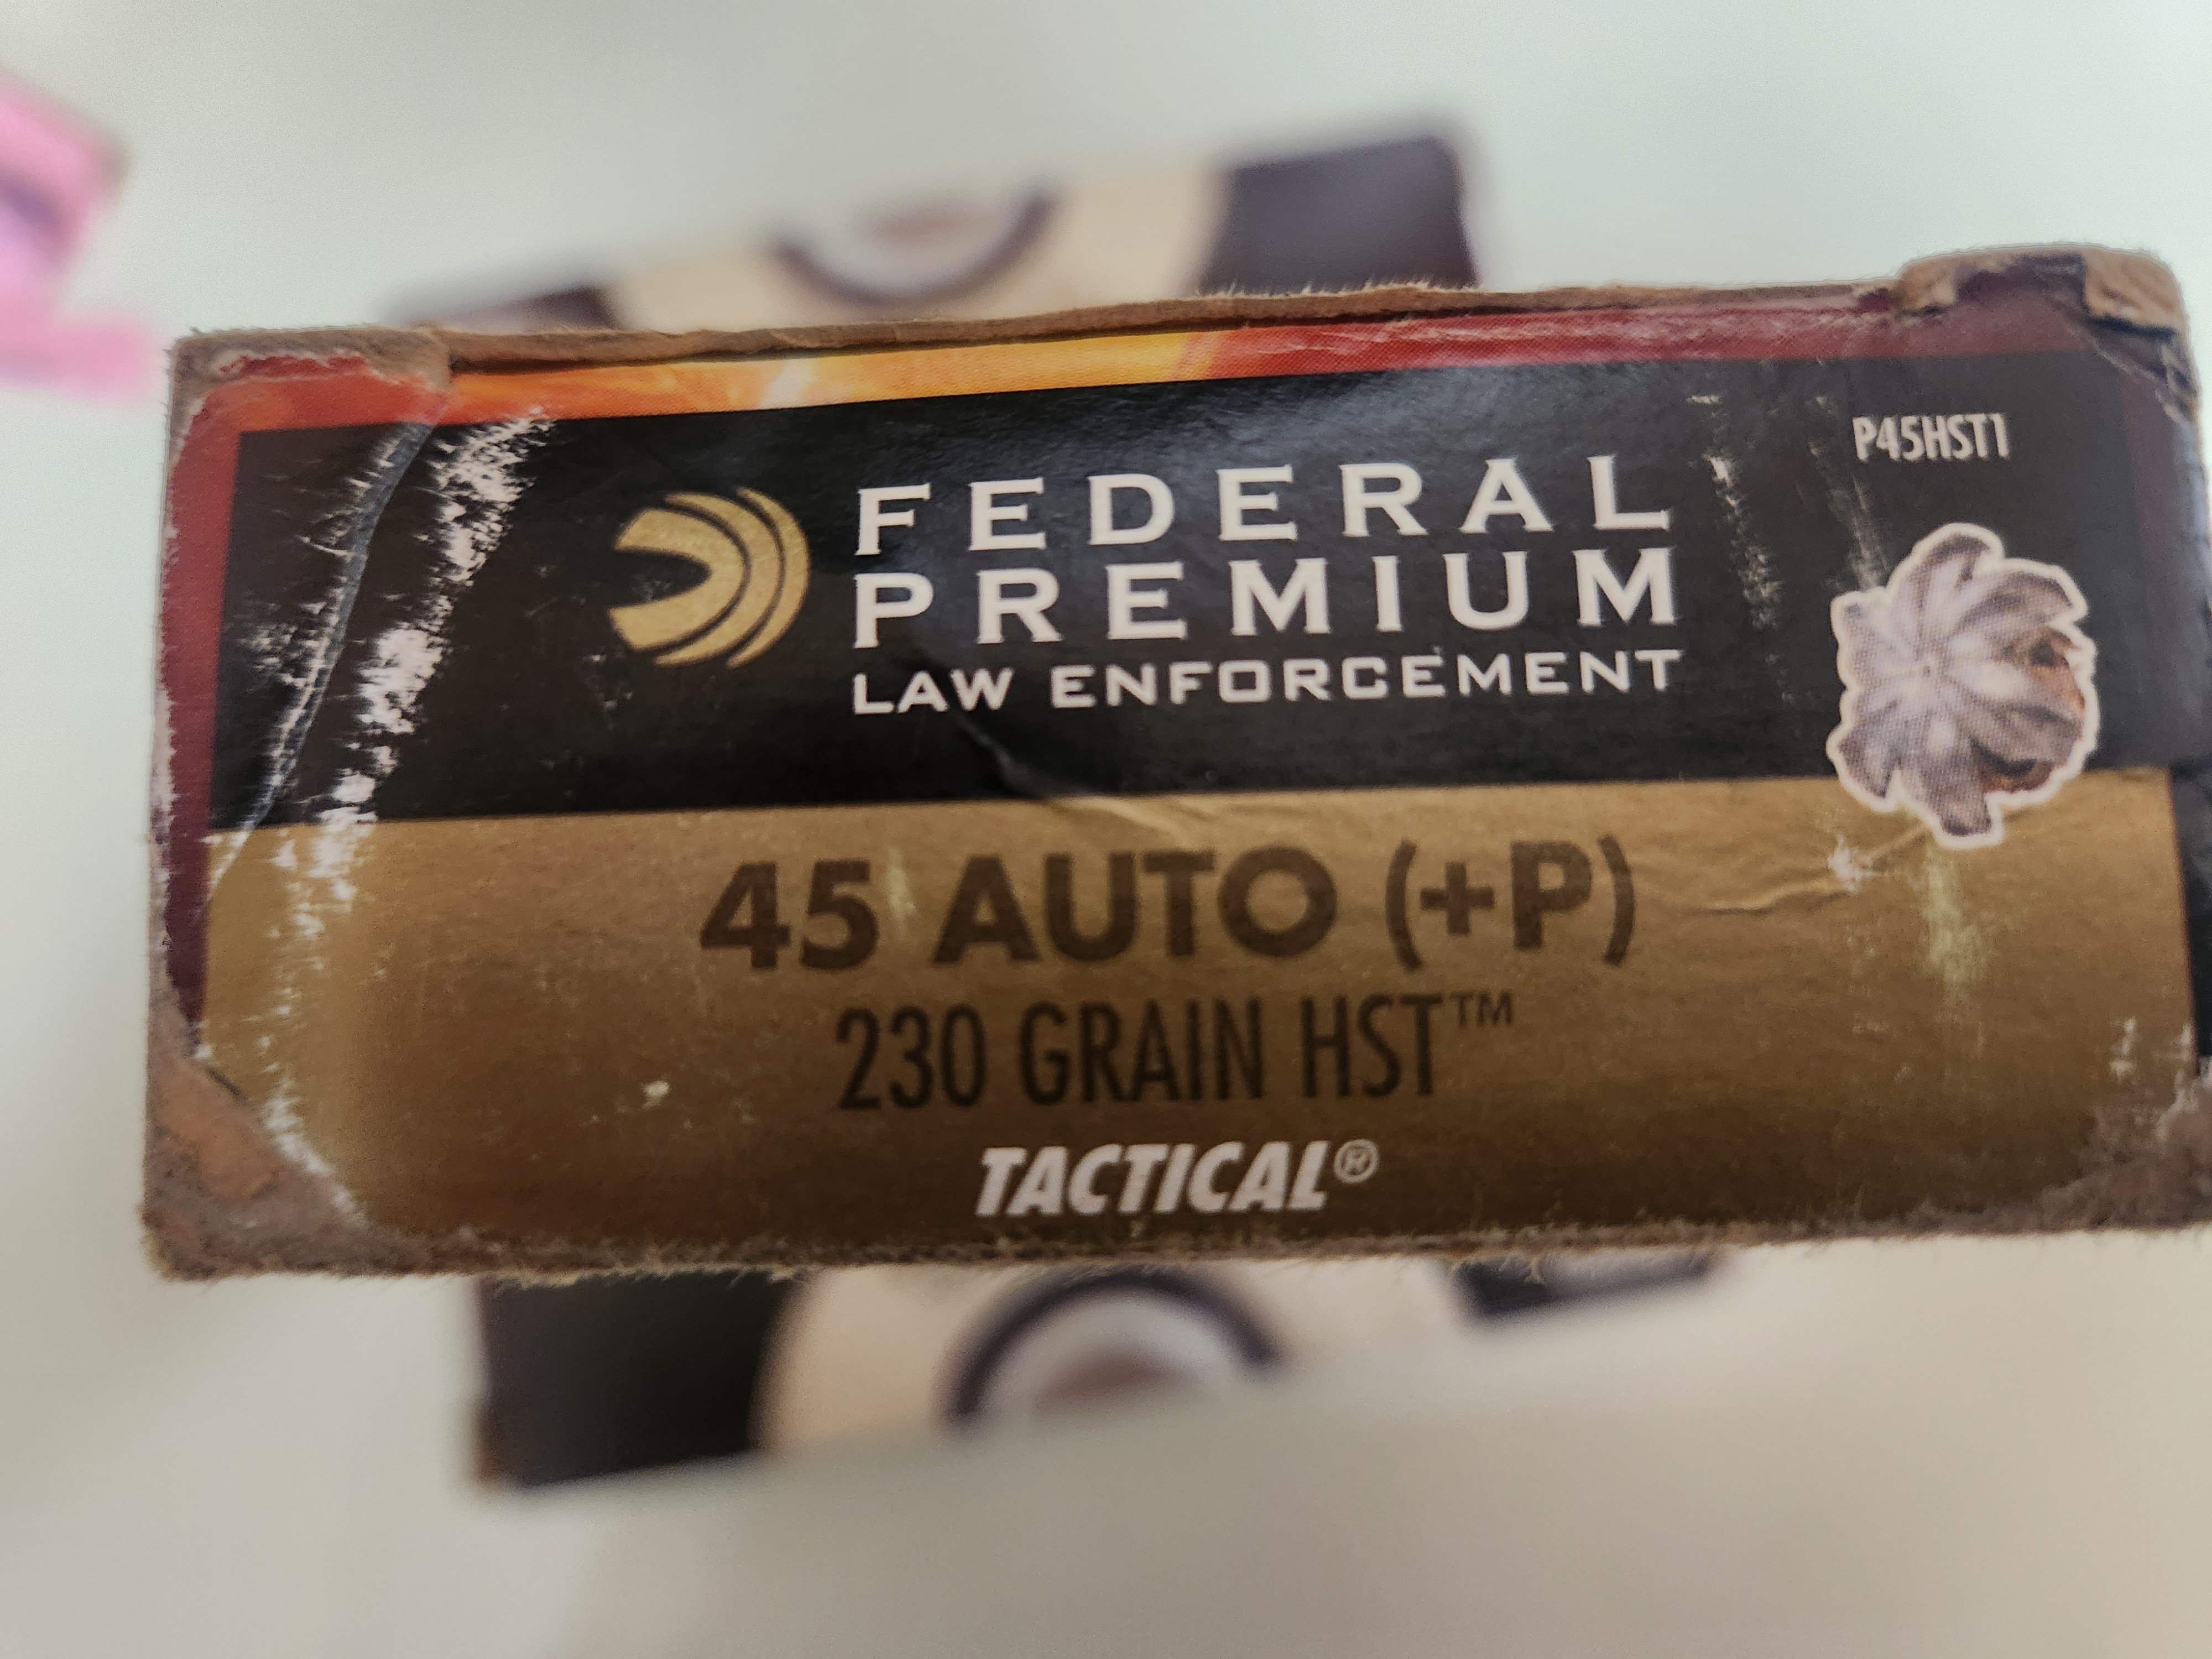 P45HST1
FEDERAL
PREMIUM
LAW ENFORCEMENT
45 AUTO (+P)
230 GRAIN HST™
TACTICAL®